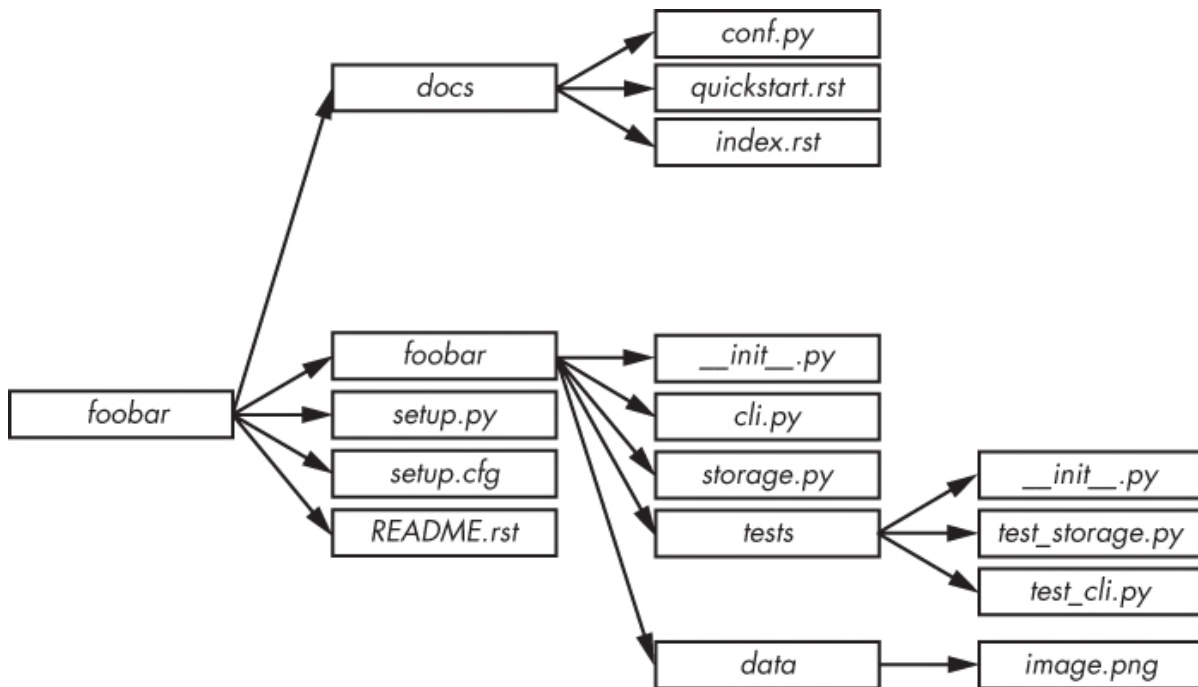 conf.py
docs
quickstart.rst
index.rst
foobar
__init__.py
foobar
setup.py
cli.py
setup.cfg
storage.py
__init__.py
README.rst
tests
test_storage.py
test_cli.py
data
image.png